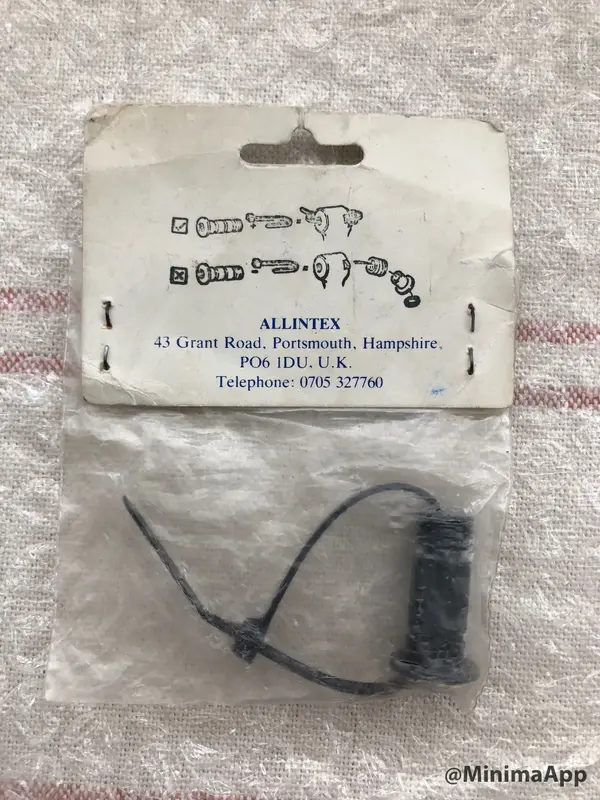 ALLINTEX
43 Grant Road, Portsmouth, Hampshire,
PO6 1DU, U.K.
Telephone: 0705 327760
@MinimaApp